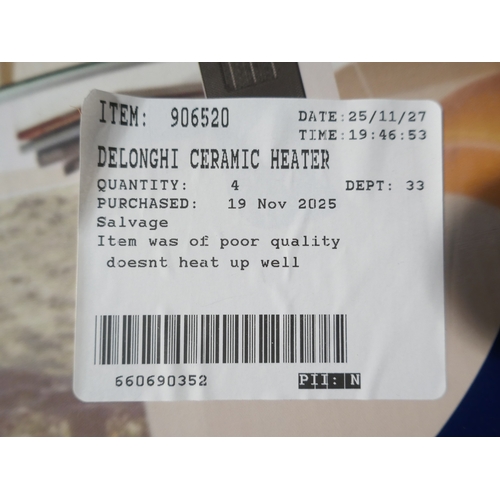 ITEM: 906520 DATE:25/11/27
TIME:19:46:53
DELONGHI CERAMIC HEATER
QUANTITY: 4 DEPT: 33
PURCHASED: 19 Nov 2025
Salvage
Item was of poor quality
doesnt heat up well
660690352 PII: N